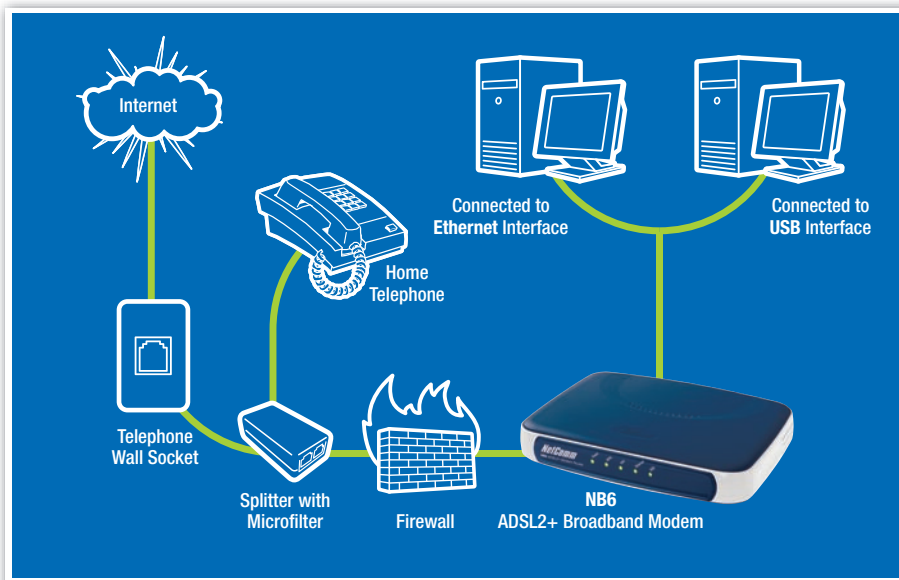 Internet
Connected to
Ethernet Interface
Connected to
USB Interface
Home
Telephone
Telephone
Wall Socket
Splitter with
Microfilter
Firewall
NetComm
NB6
ADSL2+ Broadband Modem